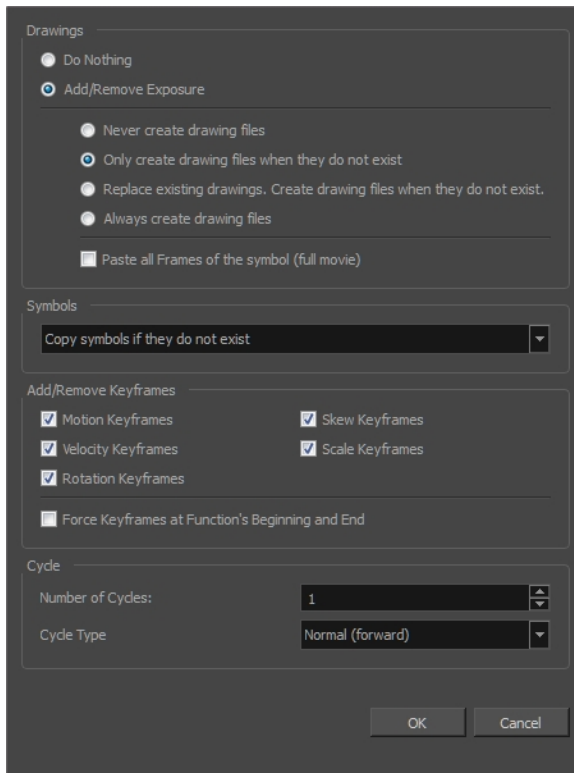 Drawings
Do Nothing
Add/Remove Exposure
Never create drawing files
Only create drawing files when they do not exist
Replace existing drawings. Create drawing files when they do not exist.
Always create drawing files
Paste all Frames of the symbol (full movie)
Symbols
Copy symbols if they do not exist
Add/Remove Keyframes
Motion Keyframes Skew Keyframes
Velocity Keyframes Scale Keyframes
Rotation Keyframes
Force Keyframes at Function's Beginning and End
Cycle
Number of Cycles: 1
Cycle Type Normal (forward)
OK Cancel